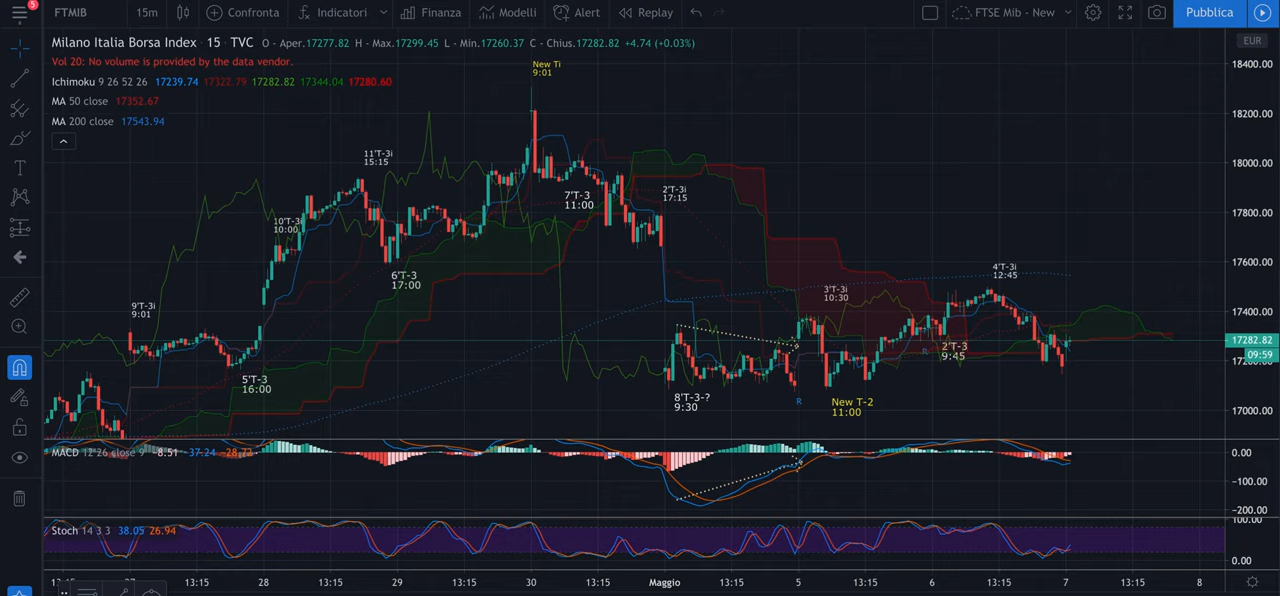 5
FTMIB 15m Confronta Indicatori Finanza Modelli Alert Replay FTSE Mib - New Pubblica
Milano Italia Borsa Index · 15 · TVC O - Aper.17277.82 H - Max.17299.45 L - Min.17260.37 C - Chius.17282.82 +4.74 (+0.03%)
EUR
Vol 20: No volume is provided by the data vendor.
Ichimoku 9 26 52 26 17239.74 17322.79 17282.82 17344.04 17280.60
MA 50 close 17352.67
MA 200 close 17543.94
18400.00
18200.00
18000.00
17800.00
17600.00
17400.00
17282.82
09:59
17000.00
New Ti
9:01
11'T-3i
15:15
10'T-3i
10:00
9'T-3i
9:01
5'T-3
16:00
6'T-3
17:00
7'T-3
11:00
2'T-3i
17:15
8'T-3-?
9:30
R
3'T-3i
10:30
New T-2
11:00
R
2'T-3
9:45
4'T-3i
12:45
MACD 12 26 close 9 -8.51 -37.24 -28.72
0.00
-100.00
-200.00
Stoch 14 3 3 38.05 26.94
100.00
0.00
13:15 28 13:15 29 13:15 30 13:15 Maggio 13:15 5 13:15 6 13:15 7 13:15 8